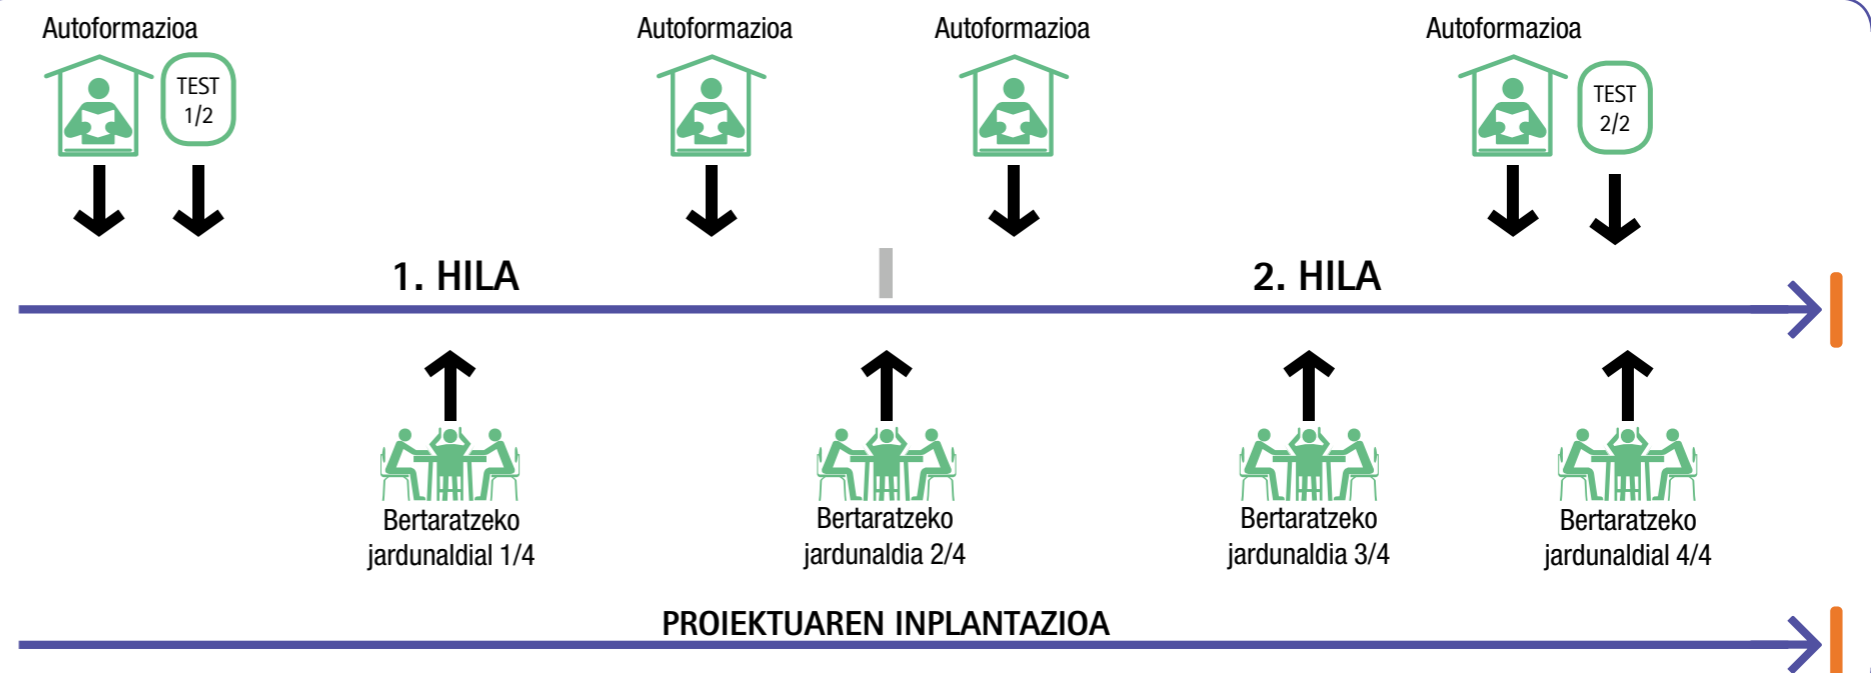 Autoformazioa
Autoformazioa
Autoformazioa
Autoformazioa
TEST
1/2
TEST
2/2
1. HILA
2. HILA
Bertaratzeko
jardunaldial 1/4
Bertaratzeko
jardunaldia 2/4
Bertaratzeko
jardunaldia 3/4
Bertaratzeko
jardunaldial 4/4
PROIEKTUAREN INPLANTAZIOA